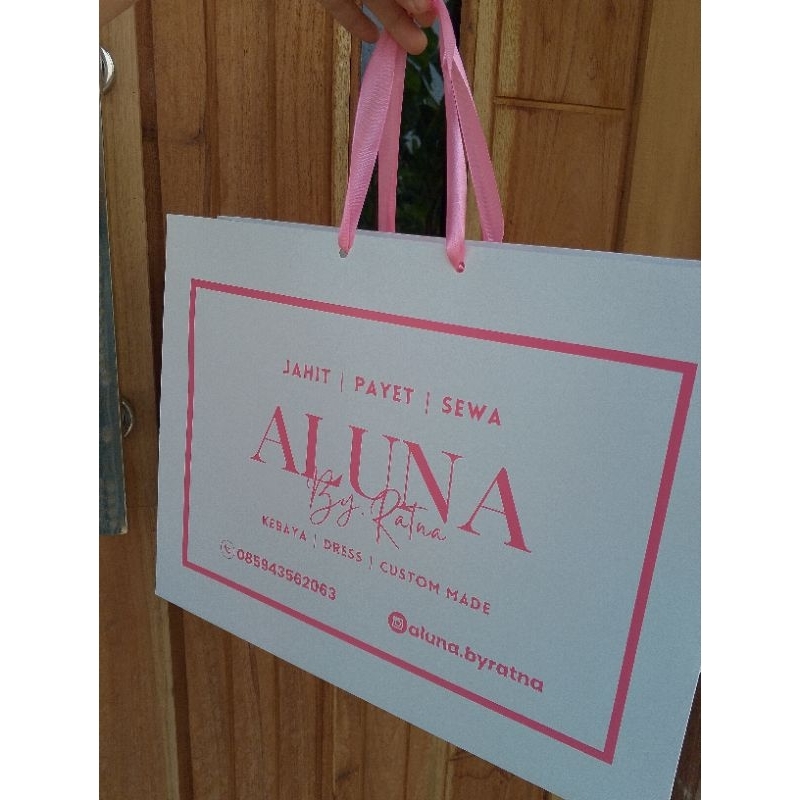 JAHIT | PAYET | SEWA
ALUNA
By. Ratna
KEBAYA | DRESS | CUSTOM MADE
085943562063
aluna.byratna